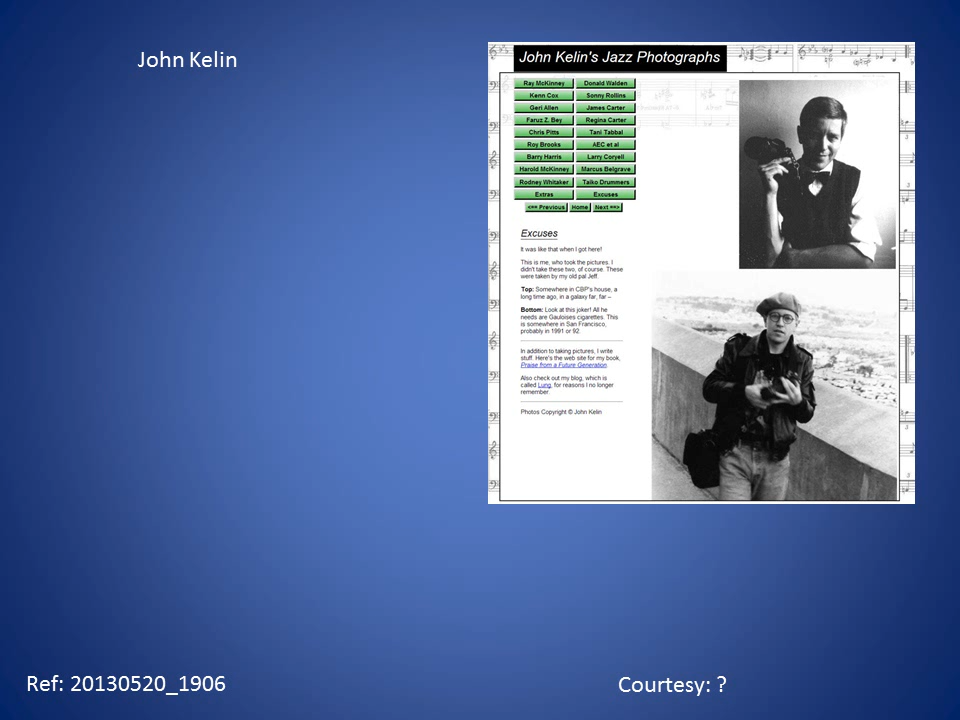 John Kelin
John Kelin's Jazz Photographs
Ray McKinney Donald Walden
Kenn Cox Sonny Rollins
Geri Allen James Carter
Faruz Z. Bey Regina Carter
Chris Pitts Tani Tabbal
Roy Brooks AEC et al
Barry Harris Larry Coryell
Harold McKinney Marcus Belgrave
Rodney Whitaker Taiko Drummers
Extras Excuses
<== Previous Home Next ==>
Excuses
It was like that when I got here!
This is me, who took the pictures. I
didn't take these two, of course. These
were taken by my old pal Jeff.
Top: Somewhere in CBP's house, a
long time ago, in a galaxy far, far –
Bottom: Look at this joker! All he
needs are Gauloises cigarettes. This
is somewhere in San Francisco,
probably in 1991 or 92.
In addition to taking pictures, I write
stuff. Here's the web site for my book,
Praise from a Future Generation.
Also check out my blog, which is
called Lung, for reasons I no longer
remember.
Photos Copyright © John Kelin
Ref: 20130520_1906
Courtesy: ?